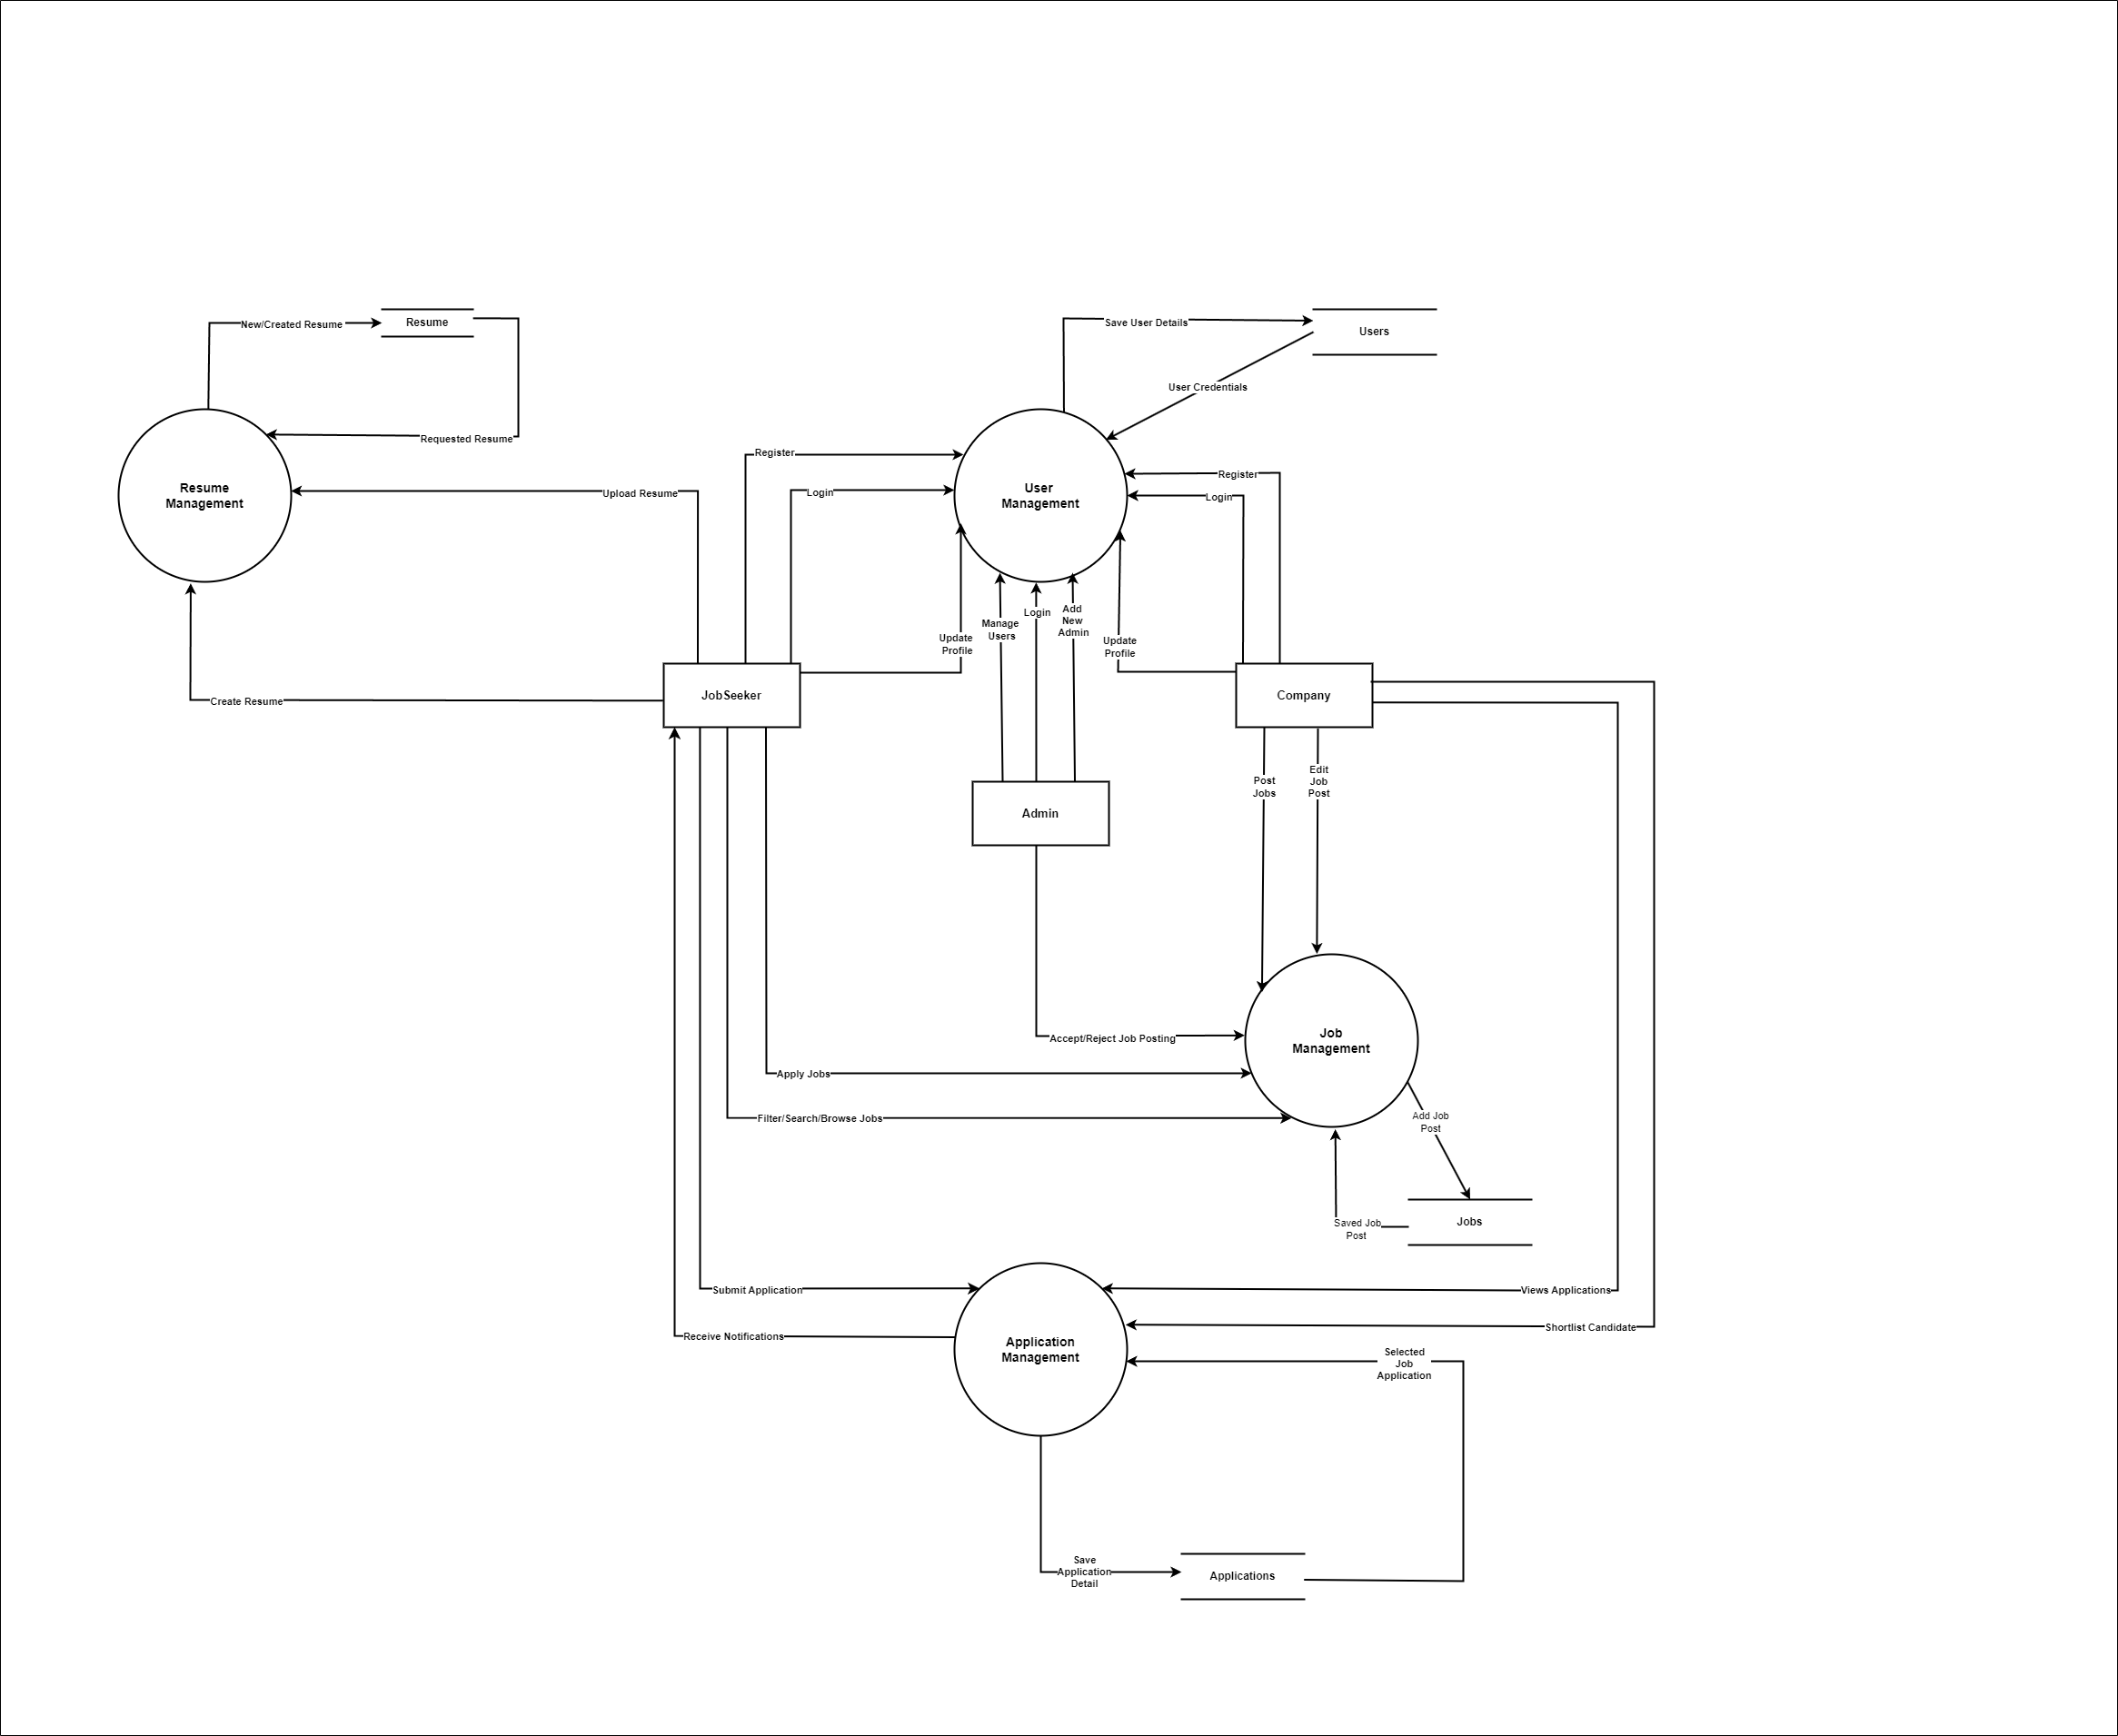 New/Created Resume
Resume
Save User Details
Users
User Credentials
Requested Resume
Register
Register
Resume
Management
Upload Resume
Login
User
Management
Login
Manage
Users
Login
Add
New
Admin
Update
Profile
Update
Profile
Create Resume
JobSeeker
Company
Admin
Post
Jobs
Edit
Job
Post
Accept/Reject Job Posting
Job
Management
Apply Jobs
Filter/Search/Browse Jobs
Add Job
Post
Saved Job
Post
Jobs
Submit Application
Views Applications
Receive Notifications
Shortlist Candidate
Application
Management
Selected
Job
Application
Save
Application
Detail
Applications